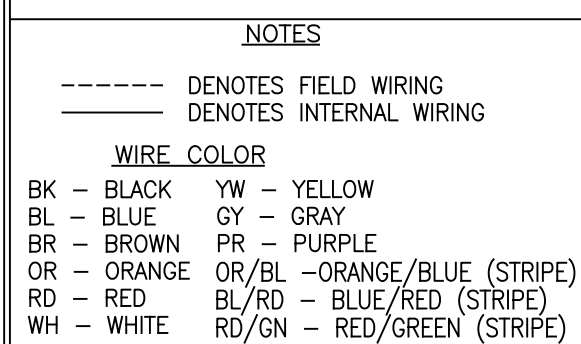 NOTES
DENOTES FIELD WIRING
DENOTES INTERNAL WIRING
WIRE COLOR
BK – BLACK YW – YELLOW
BL – BLUE GY – GRAY
BR – BROWN PR – PURPLE
OR – ORANGE OR/BL –ORANGE/BLUE (STRIPE)
RD – RED BL/RD – BLUE/RED (STRIPE)
WH – WHITE RD/GN – RED/GREEN (STRIPE)